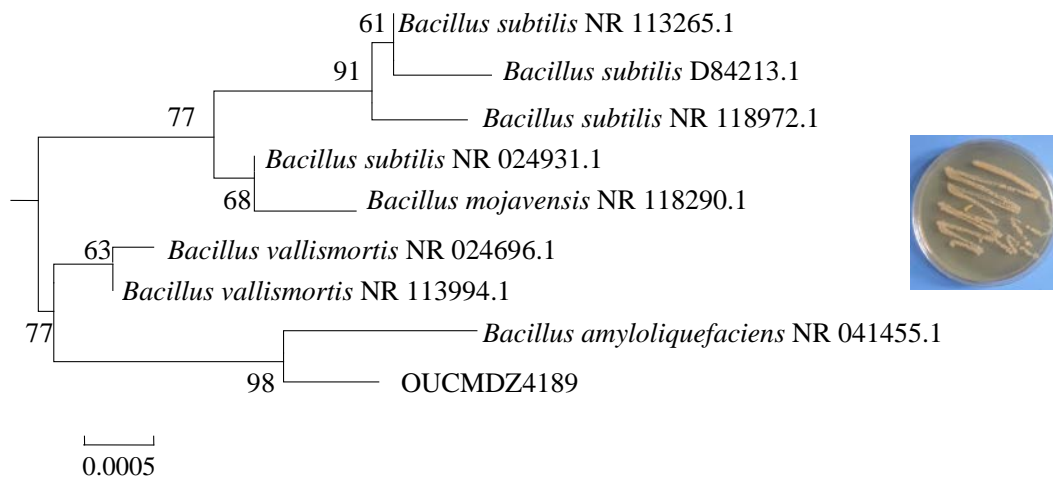 61
Bacillus subtilis NR 113265.1
91
Bacillus subtilis D84213.1
77
Bacillus subtilis NR 118972.1
Bacillus subtilis NR 024931.1
68
Bacillus mojavensis NR 118290.1
63
Bacillus vallismortis NR 024696.1
Bacillus vallismortis NR 113994.1
77
Bacillus amyloliquefaciens NR 041455.1
98
OUCMDZ4189
0.0005